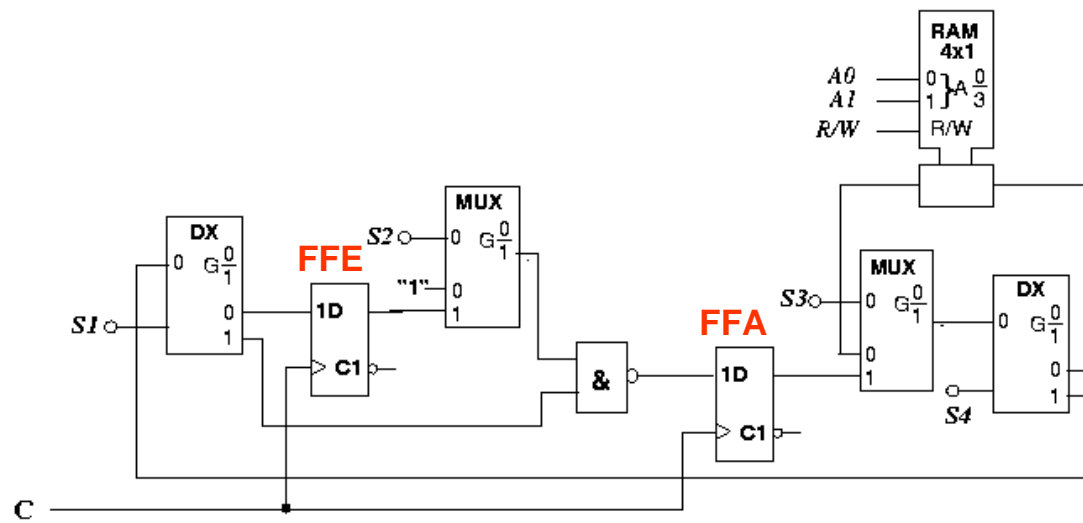 RAM
4x1
A0
0
A1
1
} A 0/3
R/W
R/W
MUX
S2
0
G 0/1
"1"
0
1
DX
0
G 0/1
0
1
S1
FFE
1D
C1
&
FFA
1D
C1
MUX
S3
0
G 0/1
0
1
DX
0
G 0/1
0
1
S4
C